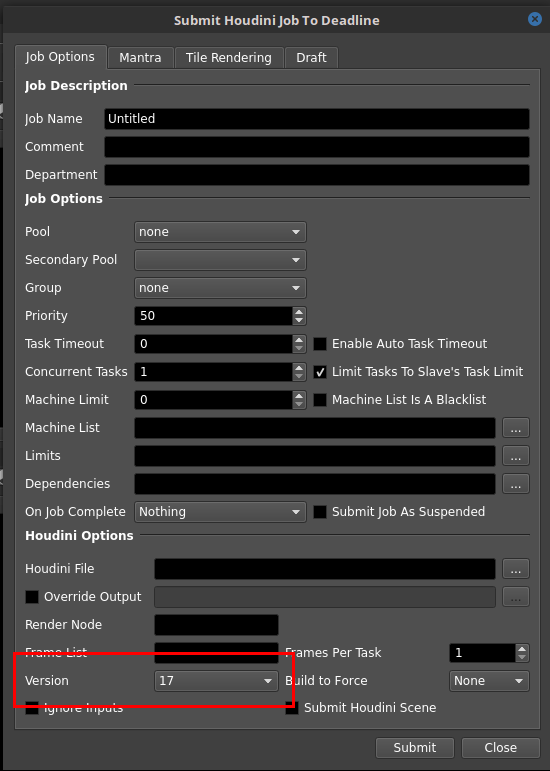 Submit Houdini Job To Deadline
Job Options Mantra Tile Rendering Draft
Job Description
Job Name Untitled
Comment
Department
Job Options
Pool none
Secondary Pool
Group none
Priority 50
Task Timeout 0 Enable Auto Task Timeout
Concurrent Tasks 1 Limit Tasks To Slave's Task Limit
Machine Limit 0 Machine List Is A Blacklist
Machine List ...
Limits ...
Dependencies ...
On Job Complete Nothing Submit Job As Suspended
Houdini Options
Houdini File ...
Override Output ...
Render Node
Frame List Frames Per Task 1
Version 17 Build to Force None
Ignore Inputs Submit Houdini Scene
Submit Close